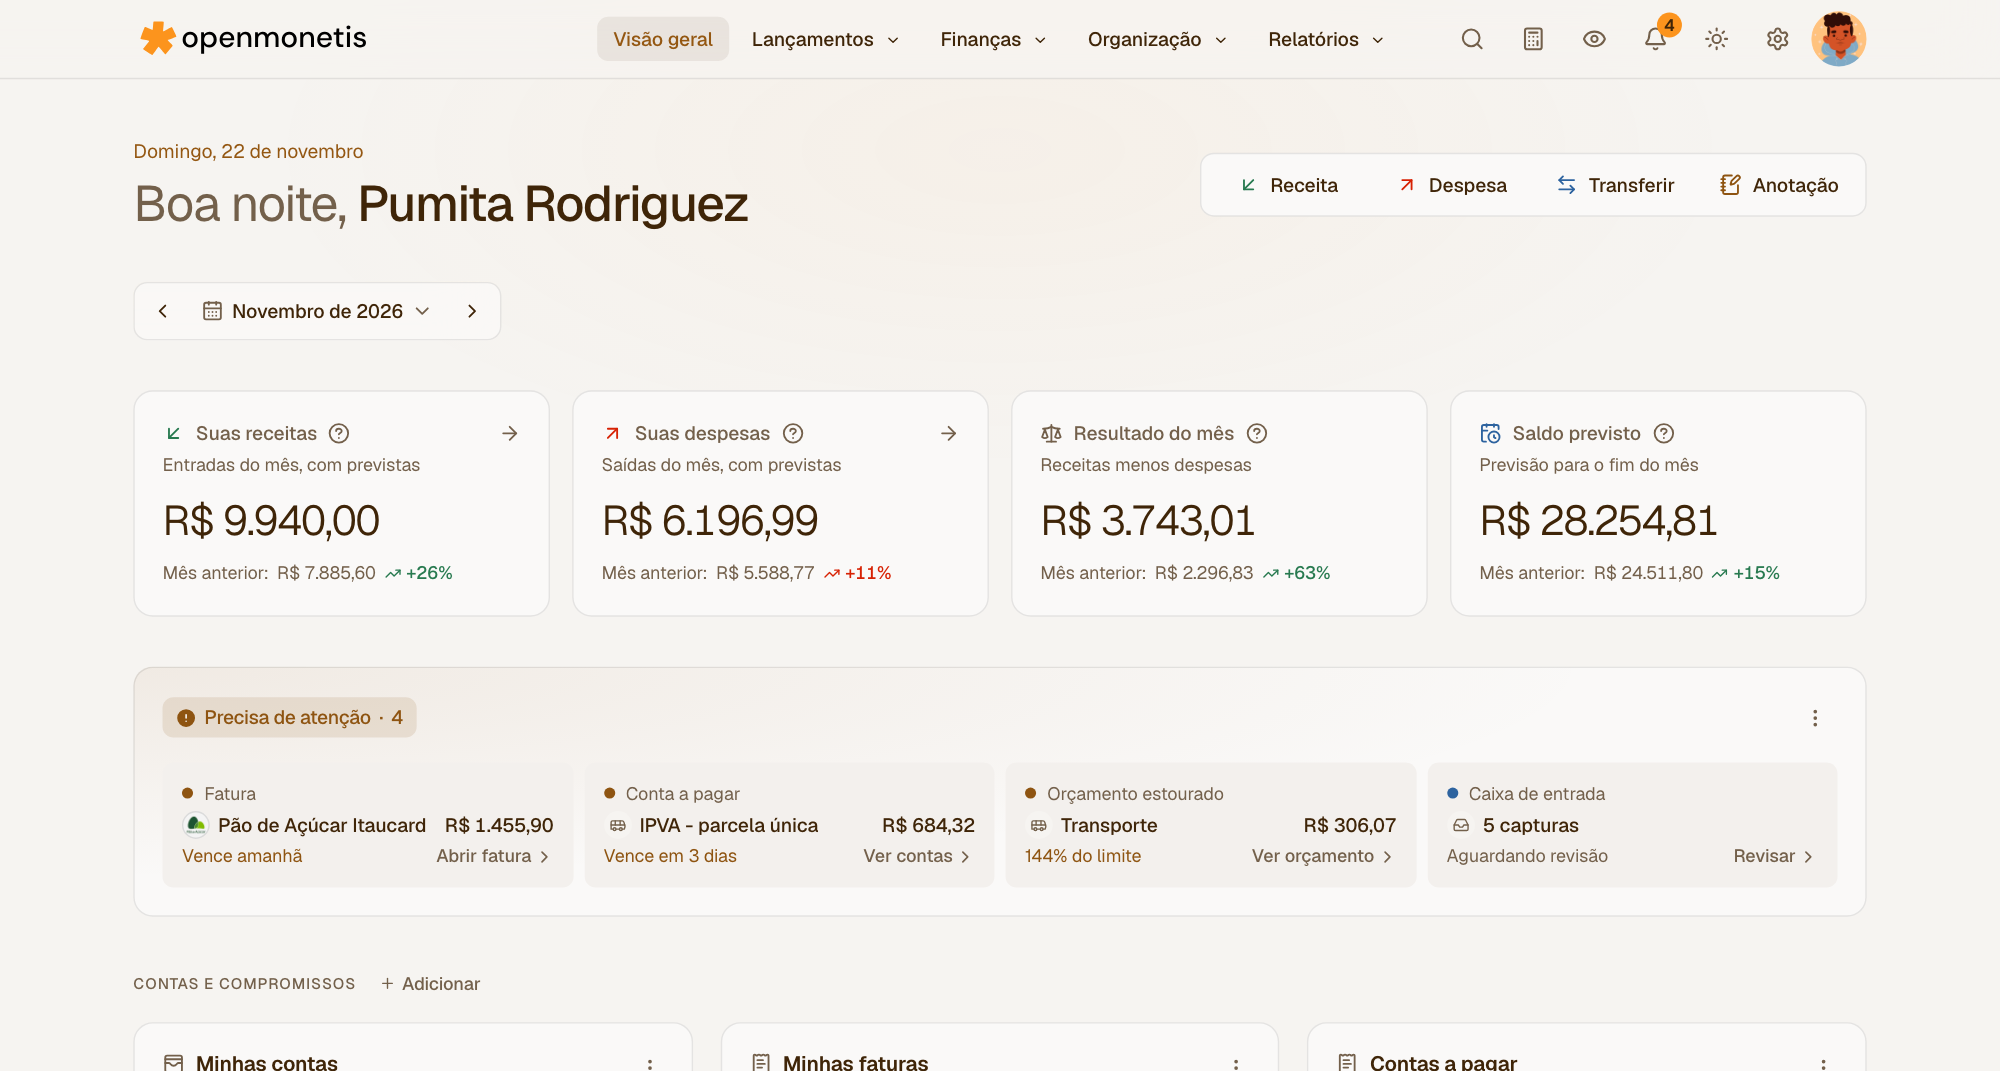 openmonetis
Visão geral
Lançamentos
Finanças
Organização
Relatórios
4
Domingo, 22 de novembro
Boa noite, Pumita Rodriguez
Receita
Despesa
Transferir
Anotação
Novembro de 2026
Suas receitas
Entradas do mês, com previstas
R$ 9.940,00
Mês anterior: R$ 7.885,60 +26%
Suas despesas
Saídas do mês, com previstas
R$ 6.196,99
Mês anterior: R$ 5.588,77 +11%
Resultado do mês
Receitas menos despesas
R$ 3.743,01
Mês anterior: R$ 2.296,83 +63%
Saldo previsto
Previsão para o fim do mês
R$ 28.254,81
Mês anterior: R$ 24.511,80 +15%
Precisa de atenção · 4
Fatura
Pão de Açúcar Itaucard R$ 1.455,90
Vence amanhã Abrir fatura
Conta a pagar
IPVA - parcela única R$ 684,32
Vence em 3 dias Ver contas
Orçamento estourado
Transporte R$ 306,07
144% do limite Ver orçamento
Caixa de entrada
5 capturas
Aguardando revisão Revisar
CONTAS E COMPROMISSOS + Adicionar
Minhas contas
Minhas faturas
Contas a pagar